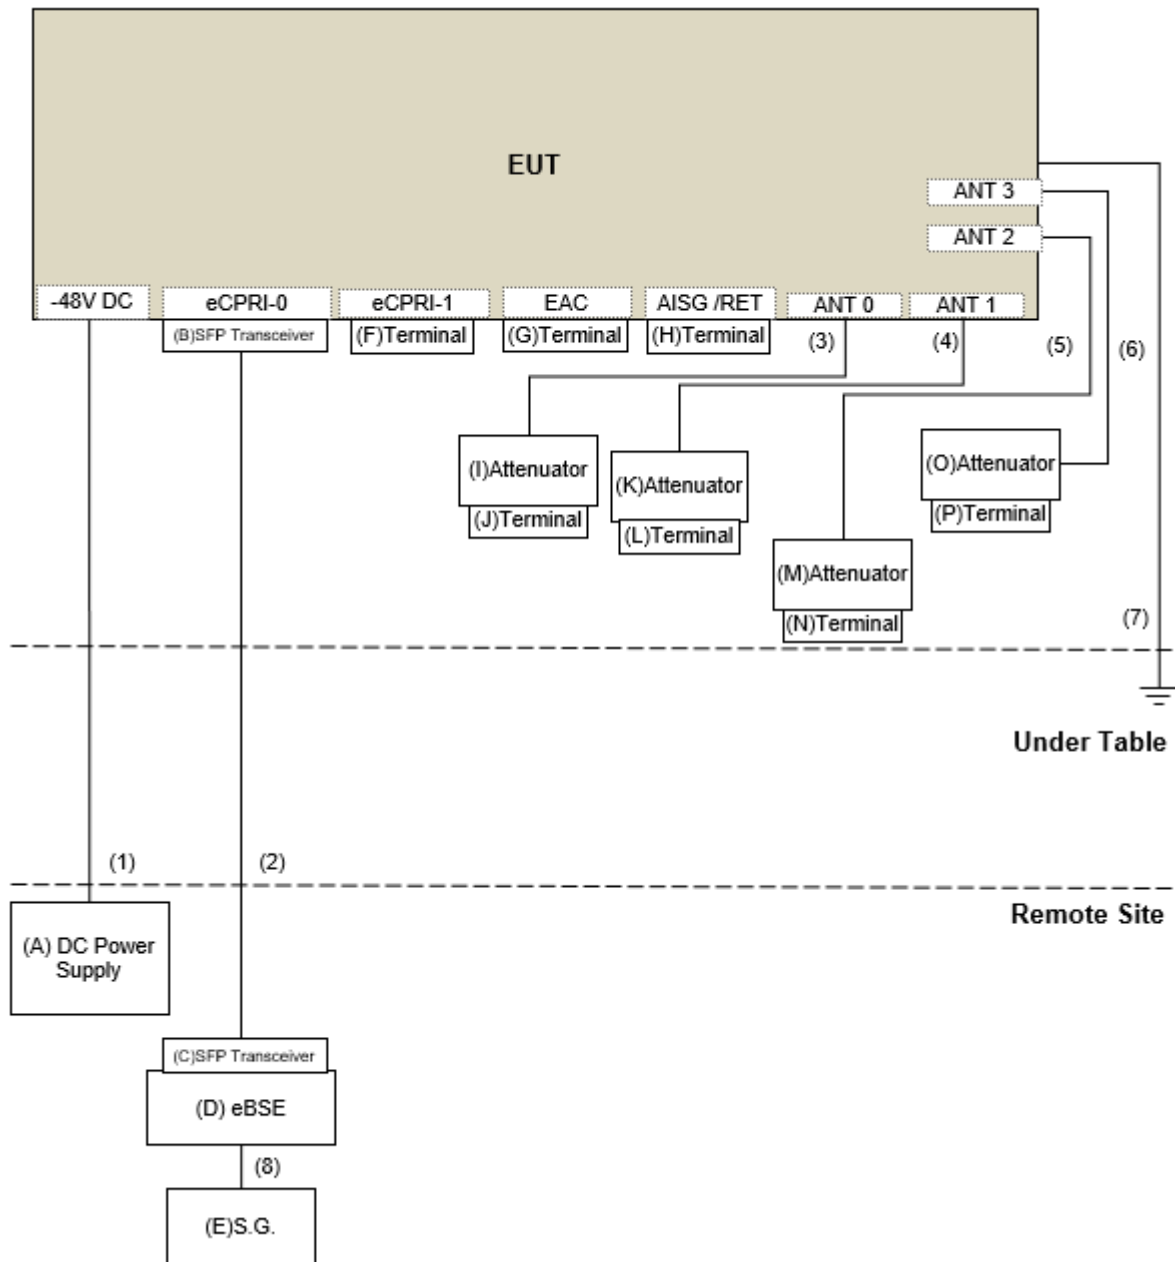 EUT
ANT 3
ANT 2
-48V DC
eCPRI-0
eCPRI-1
EAC
AISG /RET
ANT 0
ANT 1
(B)SFP Transceiver
(F)Terminal
(G)Terminal
(H)Terminal
(3)
(4)
(5)
(6)
(I)Attenuator
(J)Terminal
(K)Attenuator
(L)Terminal
(O)Attenuator
(P)Terminal
(M)Attenuator
(N)Terminal
(7)
Under Table
(1)
(2)
Remote Site
(A) DC Power
Supply
(C)SFP Transceiver
(D) eBSE
(8)
(E)S.G.